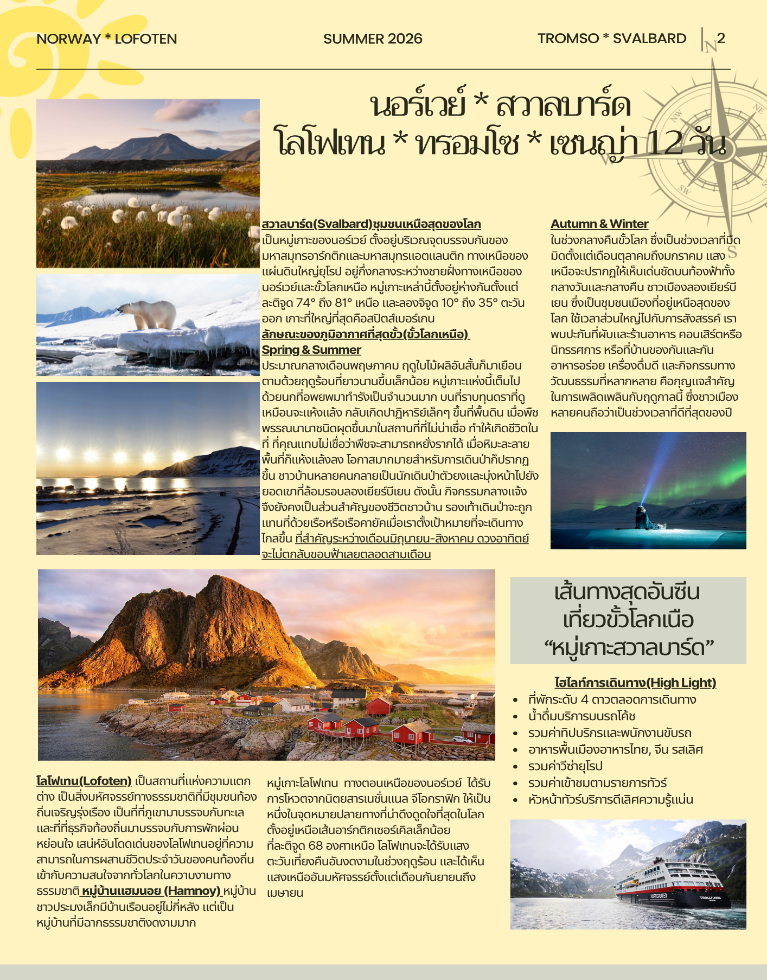 NORWAY * LOFOTEN
SUMMER 2026
TROMSO * SVALBARD
2
N
นอร์เวย์ * สวาลบาร์ด
โลโฟเทน * ทรอมโซ * เซนญ่า 12 วัน
NW
W
SW
S
สวาลบาร์ด(Svalbard)ชุมชนเหนือสุดของโลก
เป็นหมู่เกาะของนอร์เวย์ ตั้งอยู่บริเวณจุดบรรจบกันของ
มหาสมุทรอาร์กติกและมหาสมุทรแอตแลนติก ทางเหนือของ
แผ่นดินใหญ่ยุโรป อยู่กึ่งกลางระหว่างชายฝั่งทางเหนือของ
นอร์เวย์และขั้วโลกเหนือ หมู่เกาะเหล่านี้ตั้งอยู่ห่างกันตั้งแต่
ละติจูด 74° ถึง 81° เหนือ และลองจิจูด 10° ถึง 35° ตะวัน
ออก เกาะที่ใหญ่ที่สุดคือสปิตส์เบอร์เกน
ลักษณะของภูมิอากาศที่สุดขั้ว(ขั้วโลกเหนือ)
Spring & Summer
ประมาณกลางเดือนพฤษภาคม ฤดูใบไม้ผลิอันสั้นก็มาเยือน
ตามด้วยฤดูร้อนที่ยาวนานขึ้นเล็กน้อย หมู่เกาะแห่งนี้เต็มไป
ด้วยนกที่อพยพมาทำรังเป็นจำนวนมาก บนที่ราบทุนดราที่ดู
เหมือนจะแห้งแล้ง กลับเกิดปาฏิหาริย์เล็กๆ ขึ้นที่พื้นดิน เมื่อพืช
พรรณนานาชนิดผุดขึ้นมาในสถานที่ที่ไม่น่าเชื่อ ทำให้เกิดชีวิตใน
ที่ ที่คุณแทบไม่เชื่อว่าพืชจะสามารถหยั่งรากได้ เมื่อหิมะละลาย
พื้นที่ก็แห้งแล้งลง โอกาสมากมายสำหรับการเดินป่าก็ปรากฏ
ขึ้น ชาวบ้านหลายคนกลายเป็นนักเดินป่าตัวยงและมุ่งหน้าไปยัง
ยอดเขาที่ล้อมรอบลองเยียร์บีเยน ดังนั้น กิจกรรมกลางแจ้ง
จึงยังคงเป็นส่วนสำคัญของชีวิตชาวบ้าน รองเท้าเดินป่าจะถูก
แทนที่ด้วยเรือหรือเรือคายัคเมื่อเราตั้งเป้าหมายที่จะเดินทาง
ไกลขึ้น ที่สำคัญระหว่างเดือนมิถุนายน-สิงหาคม ดวงอาทิตย์
จะไม่ตกลับขอบฟ้าเลยตลอดสามเดือน
Autumn & Winter
ในช่วงกลางคืนขั้วโลก ซึ่งเป็นช่วงเวลาที่มืด
มิดตั้งแต่เดือนตุลาคมถึงมกราคม แสง
เหนือจะปรากฏให้เห็นเด่นชัดบนท้องฟ้าทั้ง
กลางวันและกลางคืน ชาวเมืองลองเยียร์บี
เยน ซึ่งเป็นชุมชนเมืองที่อยู่เหนือสุดของ
โลก ใช้เวลาส่วนใหญ่ไปกับการสังสรรค์ เรา
พบปะกันที่ผับและร้านอาหาร คอนเสิร์ตหรือ
นิทรรศการ หรือที่บ้านของกันและกัน
อาหารอร่อย เครื่องดื่มดี และกิจกรรมทาง
วัฒนธรรมที่หลากหลาย คือกุญแจสำคัญ
ในการเพลิดเพลินกับฤดูกาลนี้ ซึ่งชาวเมือง
หลายคนถือว่าเป็นช่วงเวลาที่ดีที่สุดของปี
เส้นทางสุดอันซีน
เที่ยวขั้วโลกเหนือ
“หมู่เกาะสวาลบาร์ด”
ไฮไลท์การเดินทาง(High Light)
• ที่พักระดับ 4 ดาวตลอดการเดินทาง
• น้ำดื่มบริการบนรถโค้ช
• รวมค่าทิปบริกรและพนักงานขับรถ
• อาหารพื้นเมืองอาหารไทย, จีน รสเลิศ
• รวมค่าวีซ่ายุโรป
• รวมค่าเข้าชมตามรายการทัวร์
• หัวหน้าทัวร์บริการดีเลิศความรู้แน่น
โลโฟเทน(Lofoten) เป็นสถานที่แห่งความแตก
ต่าง เป็นสิ่งมหัศจรรย์ทางธรรมชาติที่มีชุมชนท้อง
ถิ่นเจริญรุ่งเรือง เป็นที่ที่ภูเขามาบรรจบกับทะเล
และที่ที่ธุรกิจท้องถิ่นมาบรรจบกับการพักผ่อน
หย่อนใจ เสน่ห์อันโดดเด่นของโลโฟเทนอยู่ที่ความ
สามารถในการผสานชีวิตประจำวันของคนท้องถิ่น
เข้ากับความสนใจจากทั่วโลกในความงามทาง
ธรรมชาติ หมู่บ้านแฮมนอย (Hamnoy) หมู่บ้าน
ชาวประมงเล็กมีบ้านเรือนอยู่ไม่กี่หลัง แต่เป็น
หมู่บ้านที่มีฉากธรรมชาติงดงามมาก
หมู่เกาะโลโฟเทน ทางตอนเหนือของนอร์เวย์ ได้รับ
การโหวตจากนิตยสารเนชั่นแนล จีโอกราฟิก ให้เป็น
หนึ่งในจุดหมายปลายทางที่น่าดึงดูดใจที่สุดในโลก
ตั้งอยู่เหนือเส้นอาร์กติกเซอร์เคิลเล็กน้อย
ที่ละติจูด 68 องศาเหนือ โลโฟเทนจะได้รับแสง
ตะวันเที่ยงคืนอันงดงามในช่วงฤดูร้อน และได้เห็น
แสงเหนืออันมหัศจรรย์ตั้งแต่เดือนกันยายนถึง
เมษายน